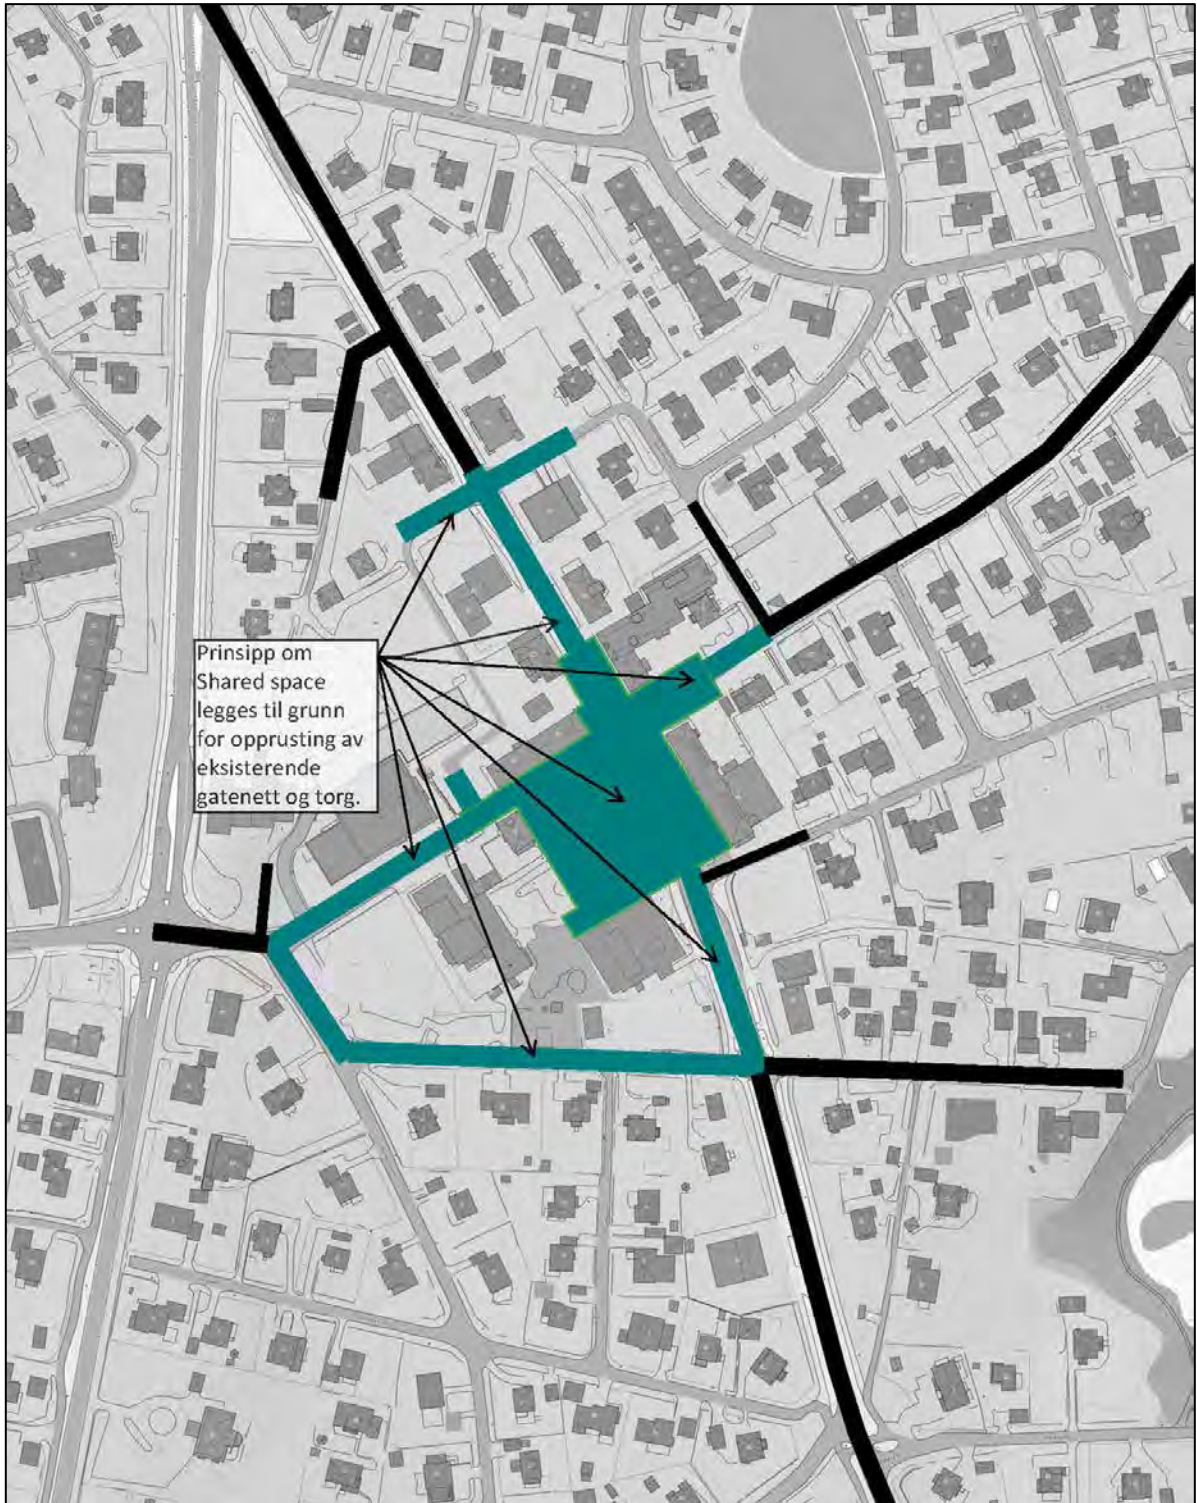 Prinsipp om
Shared space
legges til grunn
for opprusting av
eksisterende
gatenett og torg.